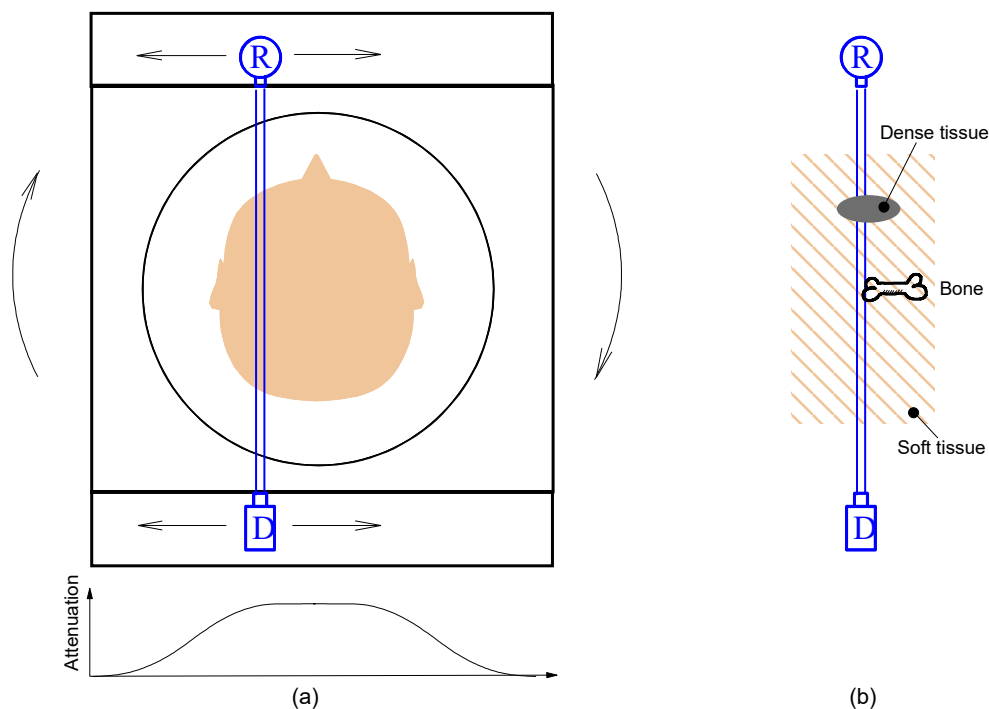 R
R
Dense tissue
Bone
Soft tissue
D
D
Attenuation
(a)
(b)